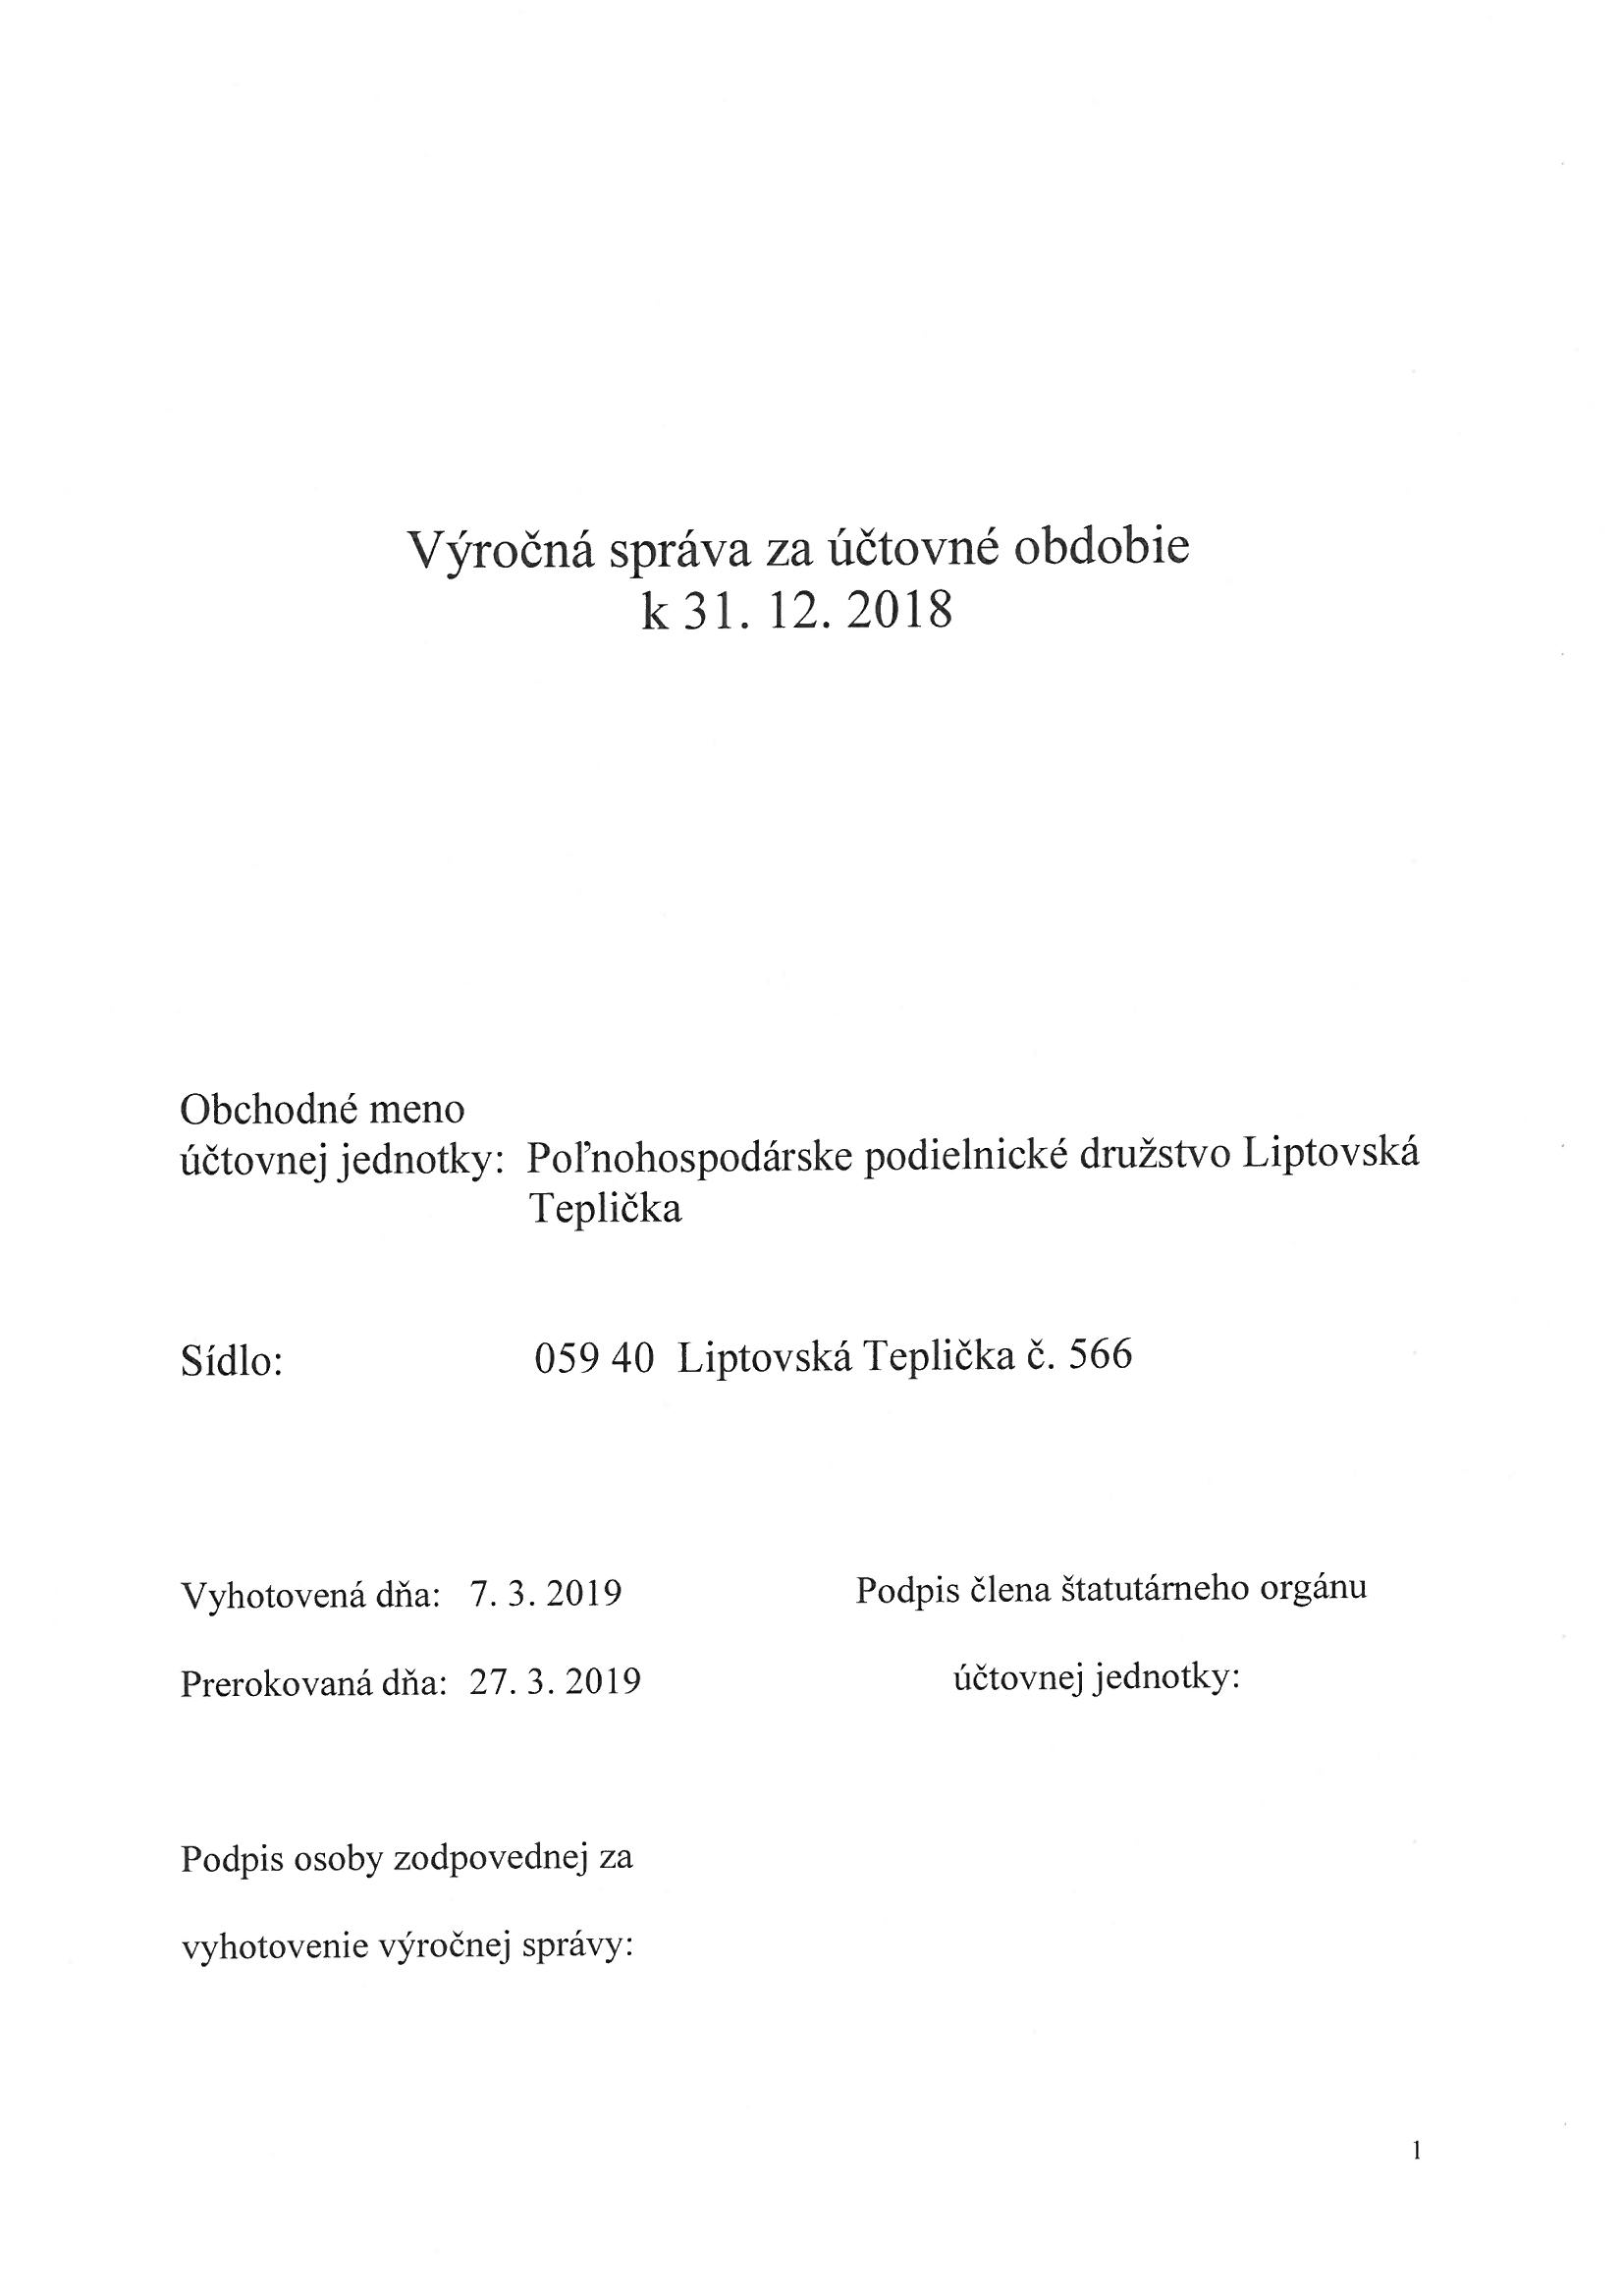 Výročná správa za účtovné obdobie
k 31. 12. 2018
Obchodné meno
účtovnej jednotky: Poľnohospodárske podielnické družstvo Liptovská
Teplička
Sídlo: 059 40 Liptovská Teplička č. 566
Vyhotovená dňa: 7. 3. 2019 Podpis člena štatutárneho orgánu
Prerokovaná dňa: 27. 3. 2019 účtovnej jednotky:
Podpis osoby zodpovednej za
vyhotovenie výročnej správy:
1